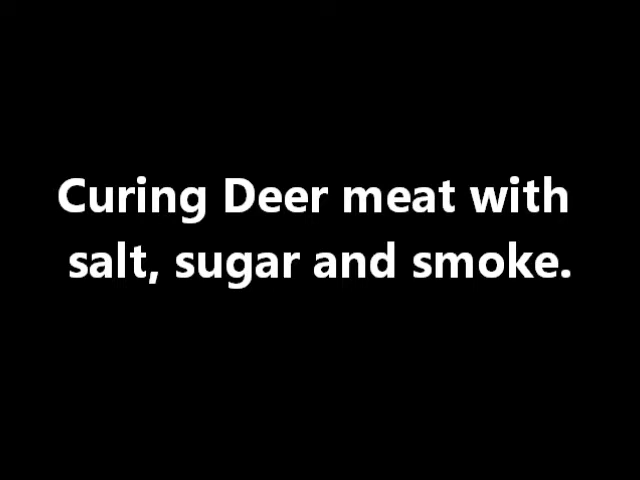 Curing Deer meat with
salt, sugar and smoke.